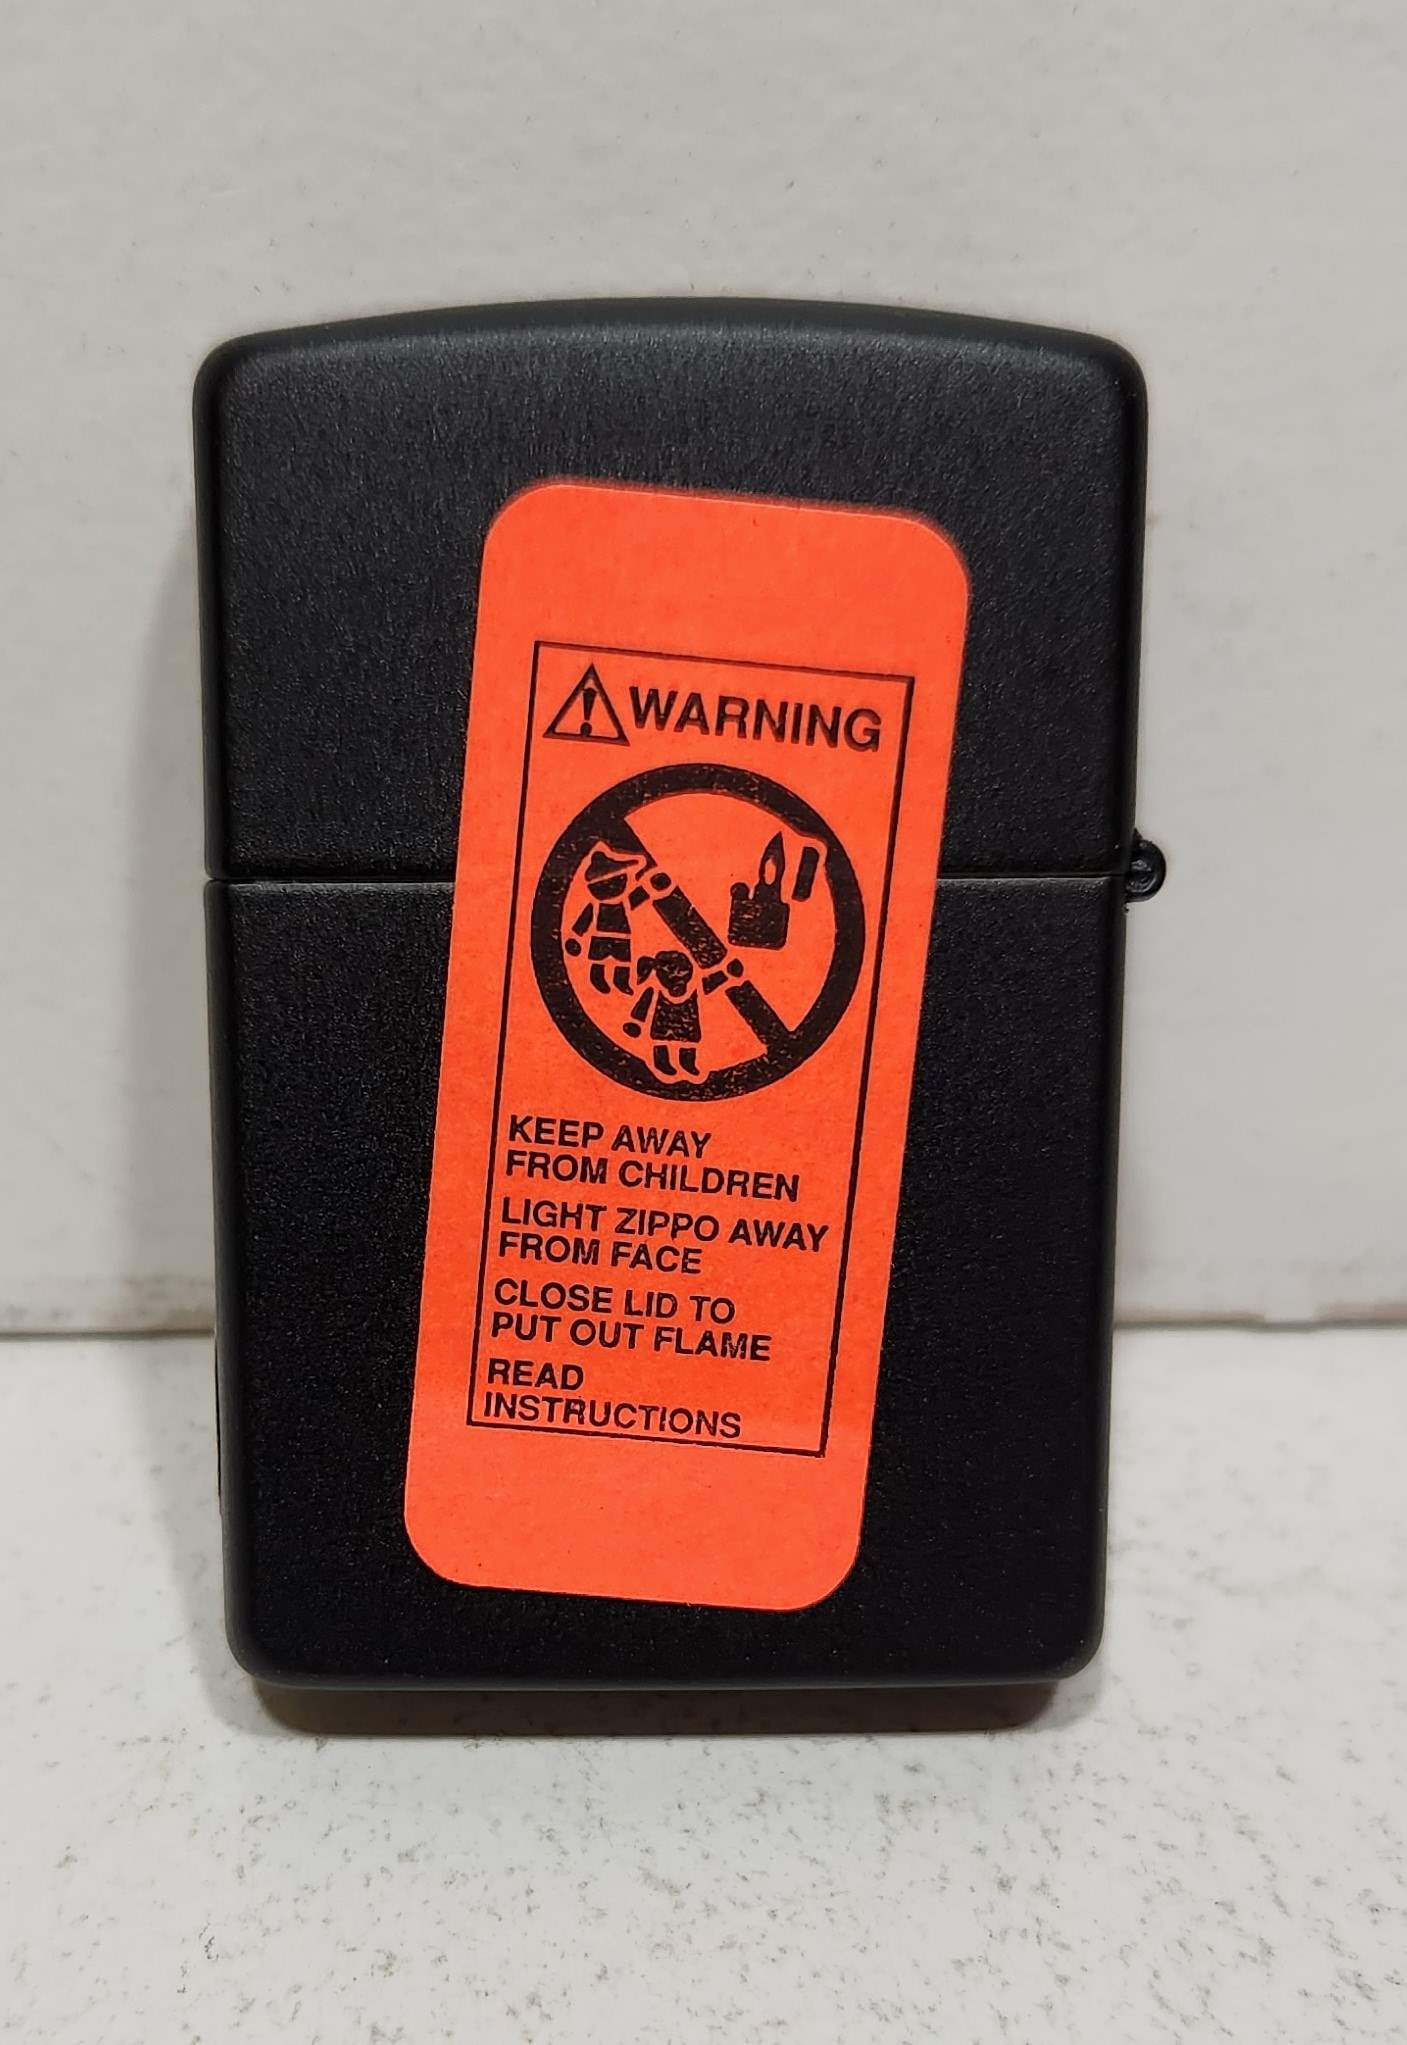 WARNING
KEEP AWAY
FROM CHILDREN
LIGHT ZIPPO AWAY
FROM FACE
CLOSE LID TO
PUT OUT FLAME
READ
INSTRUCTIONS